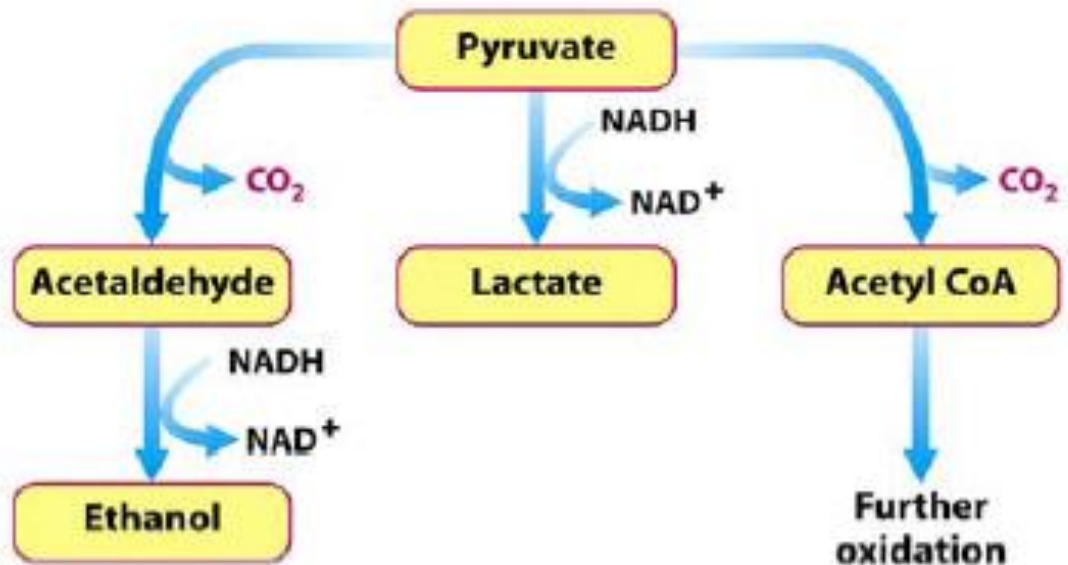 Pyruvate
NADH
CO₂
NAD⁺
CO₂
Acetaldehyde
Lactate
Acetyl CoA
NADH
NAD⁺
Ethanol
Further
oxidation